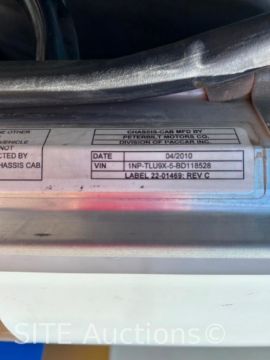 E OTHER
VEHICLE
NOT
CTED BY
HASSIS CAB.
CHASSIS-CAB MFD BY
PETERBILT MOTORS CO.
DIVISION OF PACCAR INC.
DATE 04/2010
VIN 1NP-TLU9X-5-BD118528
LABEL 22-01469: REV C
SITE Auctions